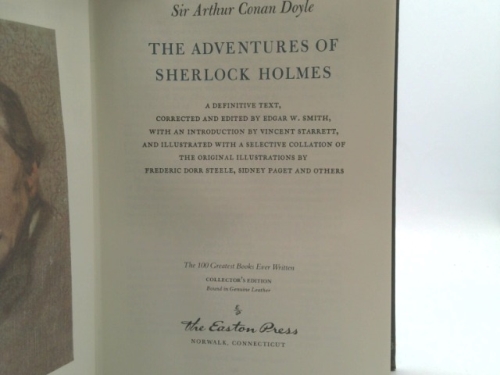 Sir Arthur Conan Doyle
THE ADVENTURES OF
SHERLOCK HOLMES
A DEFINITIVE TEXT,
CORRECTED AND EDITED BY EDGAR W. SMITH,
WITH AN INTRODUCTION BY VINCENT STARRETT,
AND ILLUSTRATED WITH A SELECTIVE COLLATION OF
THE ORIGINAL ILLUSTRATIONS BY
FREDERIC DORR STEELE, SIDNEY PAGET AND OTHERS
The 100 Greatest Books Ever Written
COLLECTOR'S EDITION
Bound in Genuine Leather
the Easton Press
NORWALK, CONNECTICUT